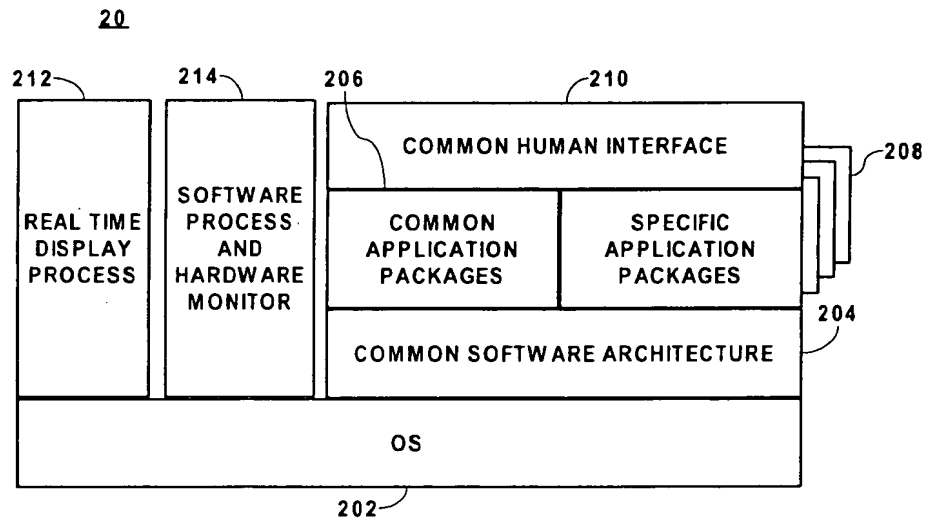 20
212
214
206
210
208
COMMON HUMAN INTERFACE
REAL TIME
DISPLAY
PROCESS
SOFTWARE
PROCESS
AND
HARDWARE
MONITOR
COMMON
APPLICATION
PACKAGES
SPECIFIC
APPLICATION
PACKAGES
204
COMMON SOFTWARE ARCHITECTURE
OS
202